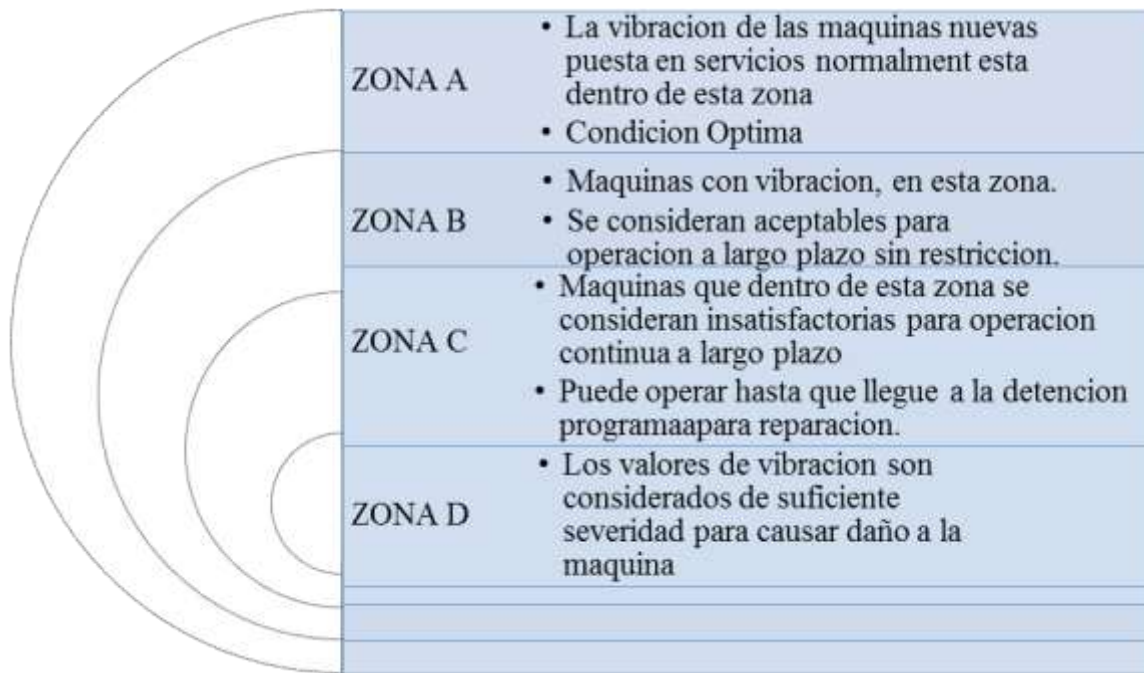 ZONA A
• La vibracion de las maquinas nuevas
puesta en servicios normalment esta
dentro de esta zona
• Condicion Optima
ZONA B
• Maquinas con vibracion, en esta zona.
• Se consideran aceptables para
operacion a largo plazo sin restriccion.
ZONA C
• Maquinas que dentro de esta zona se
consideran insatisfactorias para operacion
continua a largo plazo
• Puede operar hasta que llegue a la detencion
programaapara reparacion.
ZONA D
• Los valores de vibracion son
considerados de suficiente
severidad para causar daño a la
maquina